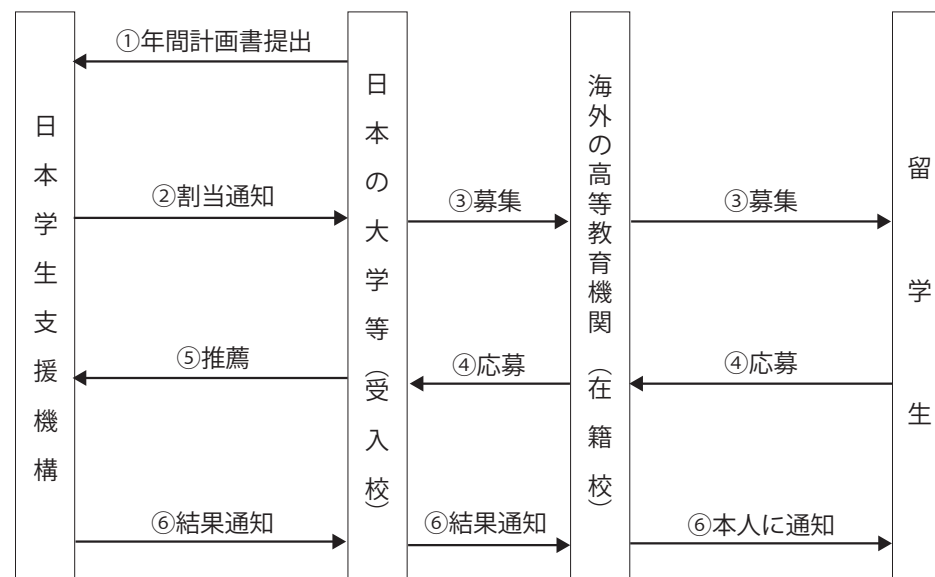 日本学生支援機構
日本の大学等（受入校）
海外の高等教育機関（在籍校）
留学生
①年間計画書提出
②割当通知
③募集
③募集
⑤推薦
④応募
④応募
⑥結果通知
⑥結果通知
⑥本人に通知